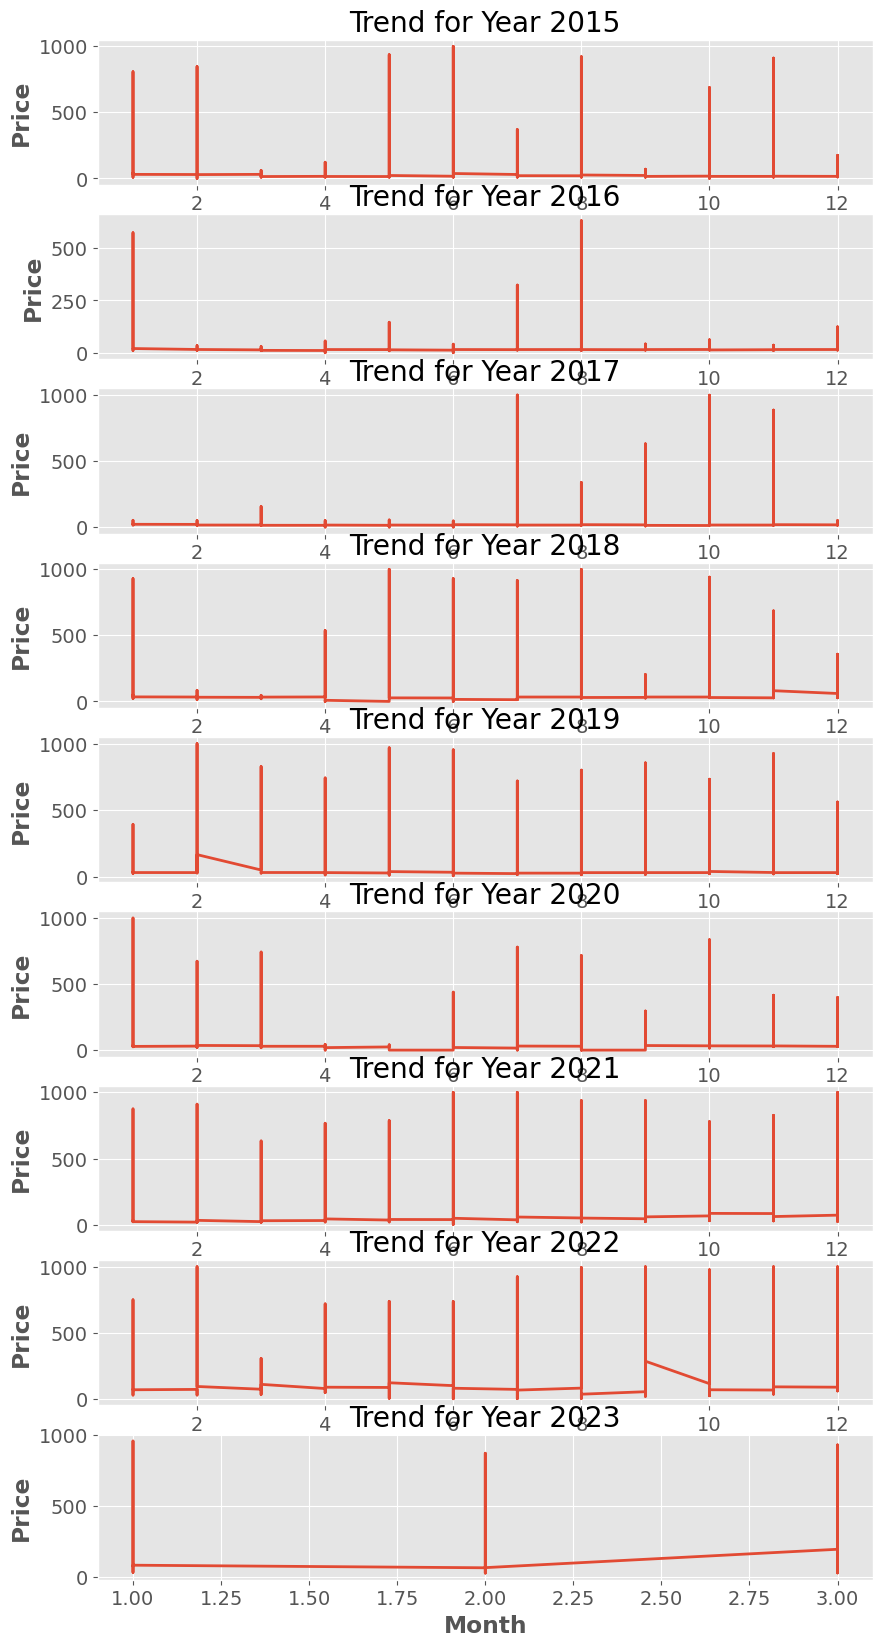 Trend for Year 2015
1000
500
0
Price
2 4 6 8 10 12
Trend for Year 2016
500
250
0
Price
2 4 6 8 10 12
Trend for Year 2017
1000
500
0
Price
2 4 6 8 10 12
Trend for Year 2018
1000
500
0
Price
2 4 6 8 10 12
Trend for Year 2019
1000
500
0
Price
2 4 6 8 10 12
Trend for Year 2020
1000
500
0
Price
2 4 6 8 10 12
Trend for Year 2021
1000
500
0
Price
2 4 6 8 10 12
Trend for Year 2022
1000
500
0
Price
2 4 6 8 10 12
Trend for Year 2023
1000
500
0
Price
1.00 1.25 1.50 1.75 2.00 2.25 2.50 2.75 3.00
Month